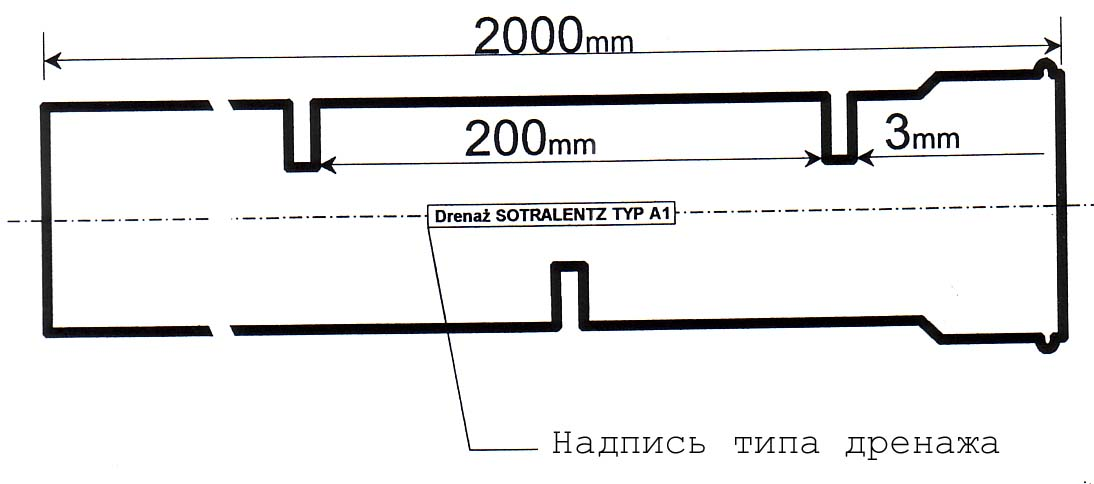 2000mm
200mm
3mm
Drenaż SOTRALENTZ TYP A1
Надпись типа дренажа